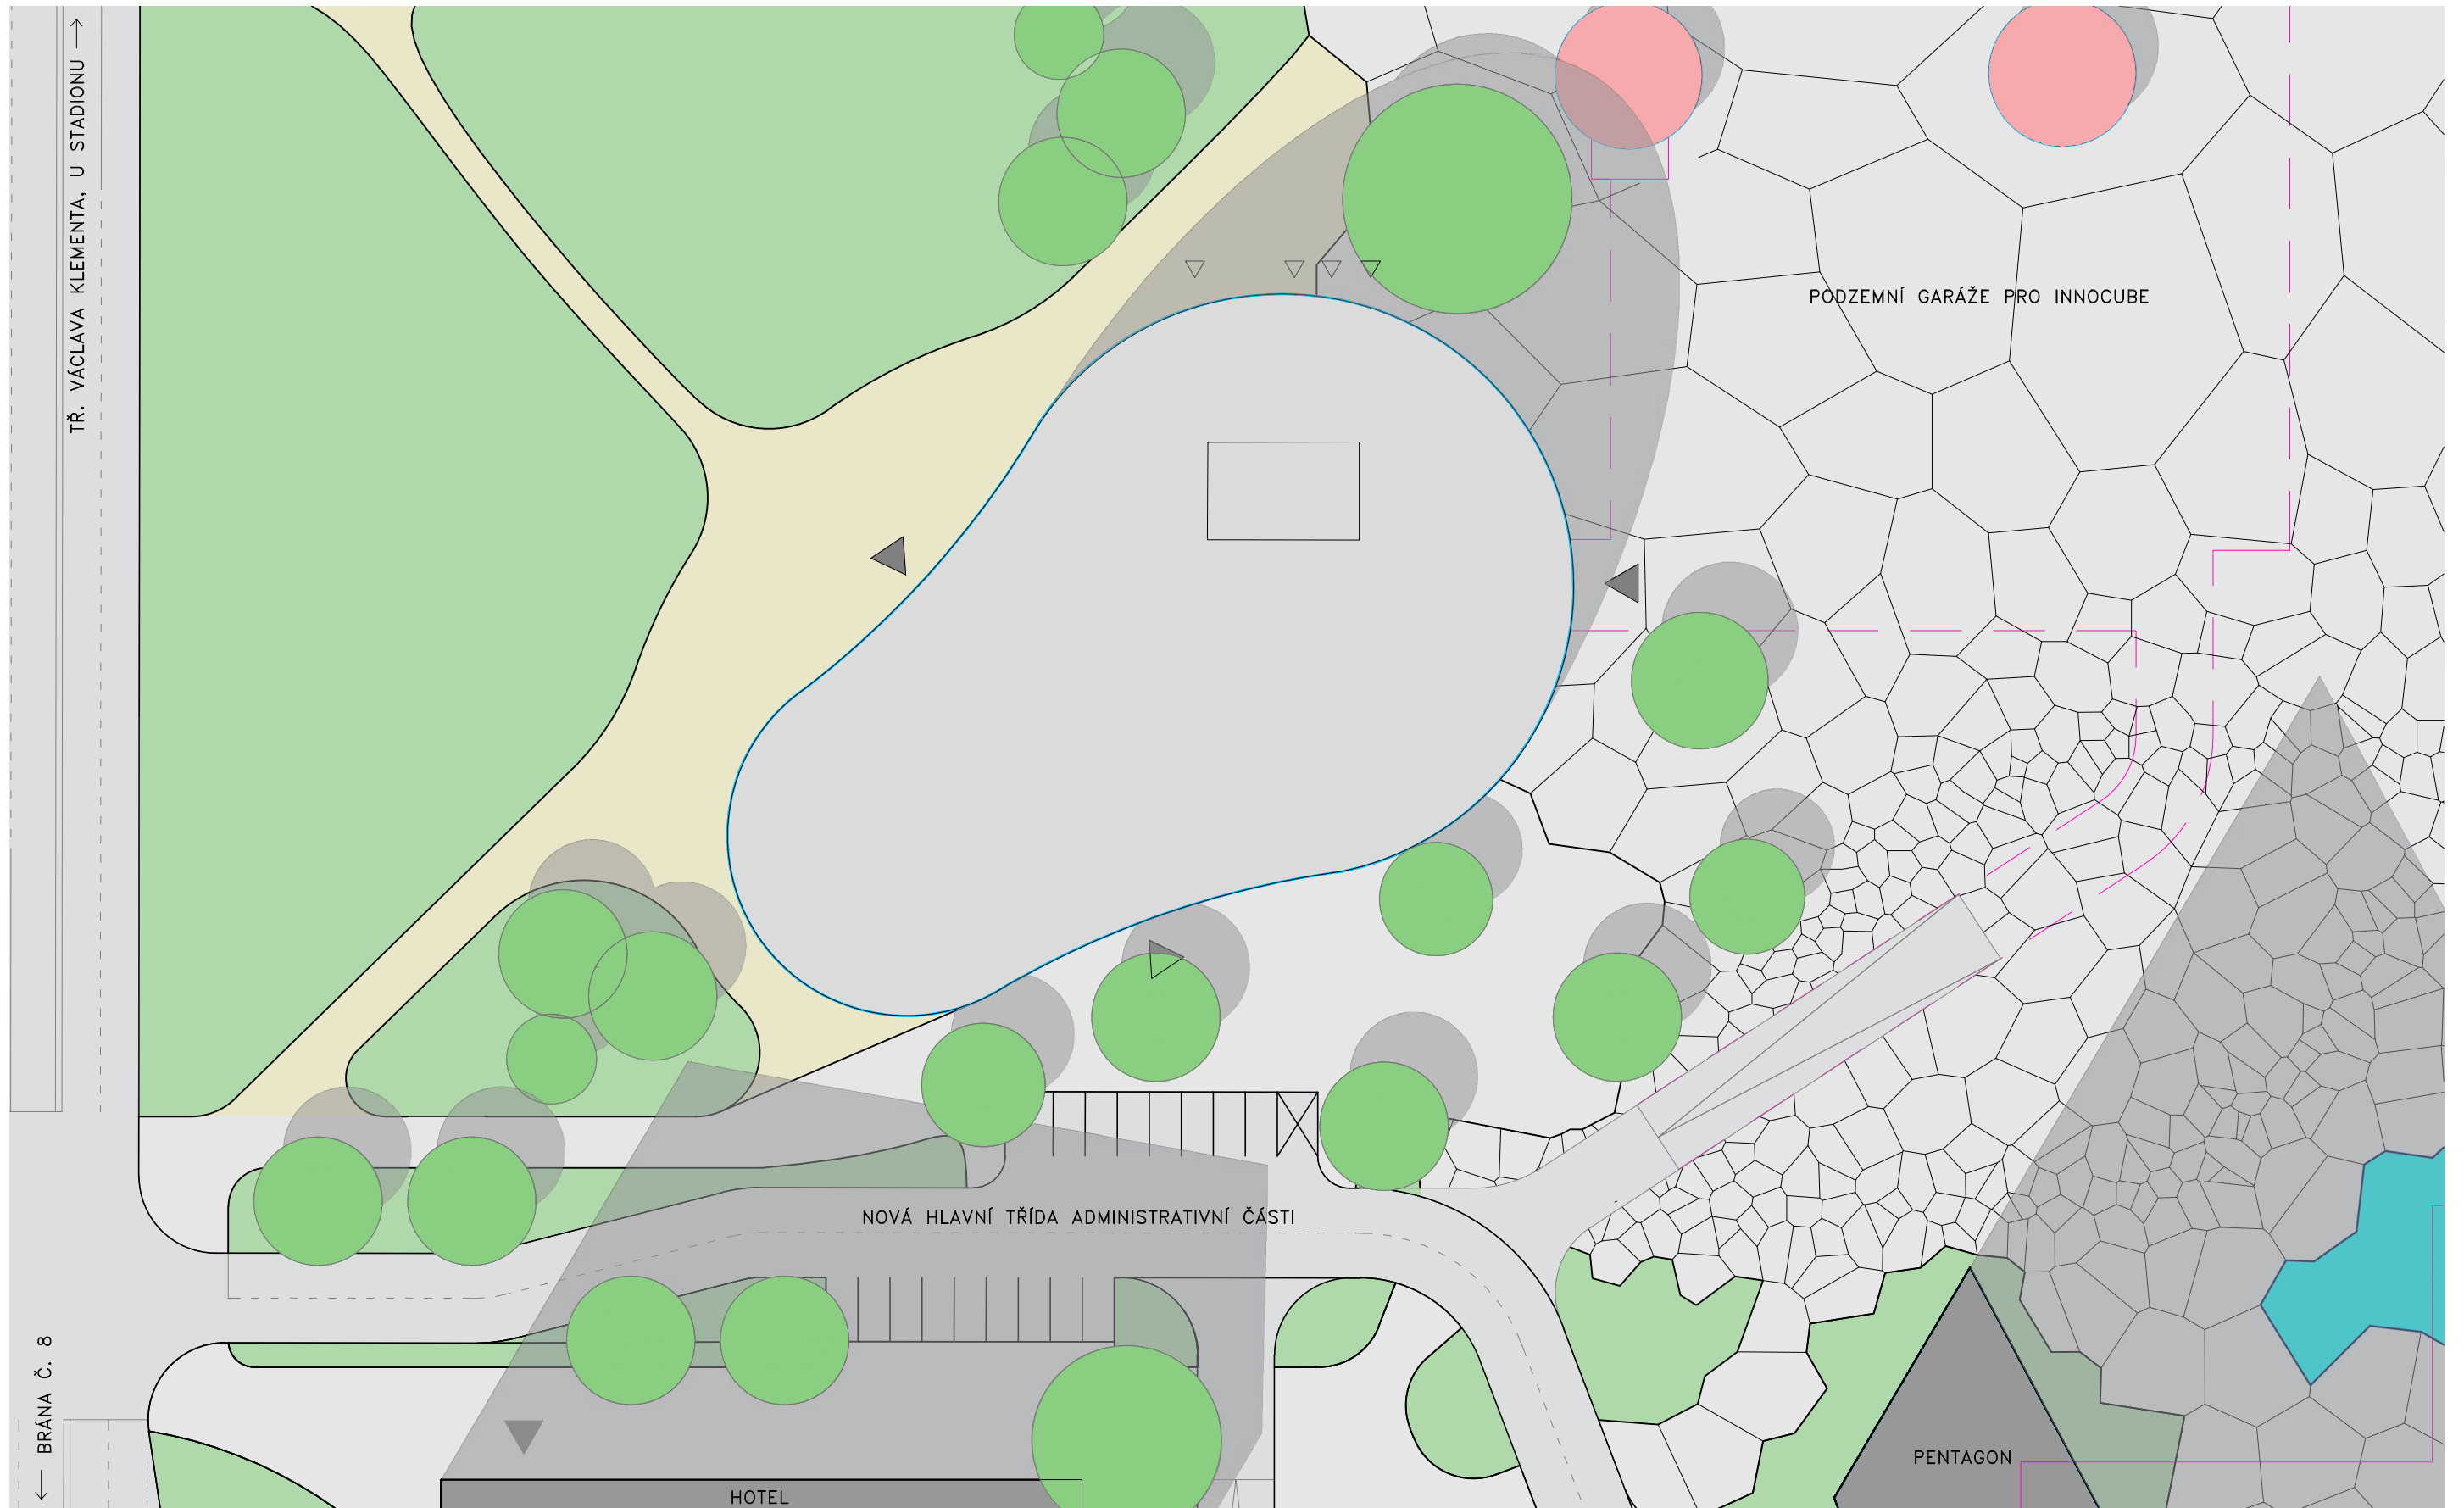 TŘ. VÁCLAVA KLEMENTA, U STADIONU
PODZEMNÍ GARÁŽE PRO INNOCUBE
NOVÁ HLAVNÍ TŘÍDA ADMINISTRATIVNÍ ČÁSTI
BRÁNA Č. 8
PENTAGON
HOTEL